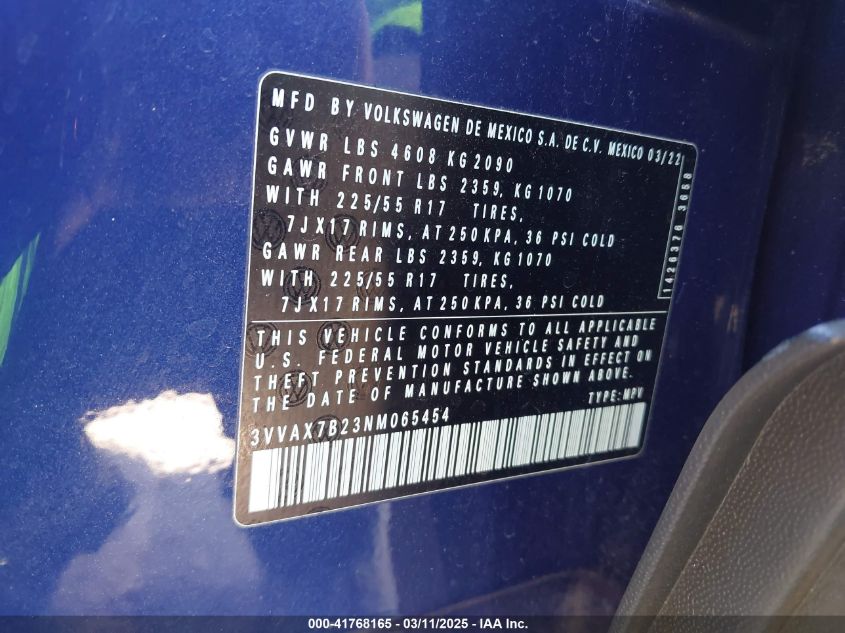 MFD BY VOLKSWAGEN DE MEXICO S.A. DE C.V. MEXICO 03/22
GVWR LBS 4608 KG 2090
GAWR FRONT LBS 2359, KG 1070
WITH 225/55 R17 TIRES,
7JX17 RIMS, AT 250 KPA, 36 PSI COLD
GAWR REAR LBS 2359, KG 1070
WITH 225/55 R17 TIRES,
7JX17 RIMS, AT 250 KPA, 36 PSI COLD
1426376 3658
THIS VEHICLE CONFORMS TO ALL APPLICABLE
U.S. FEDERAL MOTOR VEHICLE SAFETY AND
THEFT PREVENTION STANDARDS IN EFFECT ON
THE DATE OF MANUFACTURE SHOWN ABOVE.
TYPE: MPV
3VVAX7B23NM065454
000-41768165 - 03/11/2025 - IAA Inc.